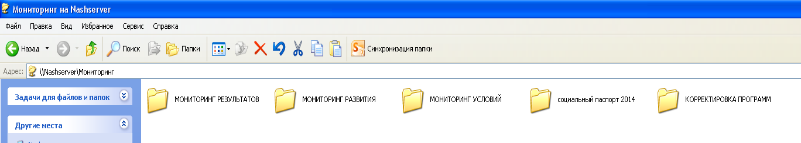 Мониторинг на Nashserver
Файл Правка Вид Избранное Сервис Справка
Назад Поиск Папки Синхронизация папки
Адрес: \\Nashserver\Мониторинг
Задачи для файлов и папок
МОНИТОРИНГ РЕЗУЛЬТАТОВ МОНИТОРИНГ РАЗВИТИЯ МОНИТОРИНГ УСЛОВИЙ социальный паспорт 2014 КОРРЕКТИРОВКА ПРОГРАММ
Другие места